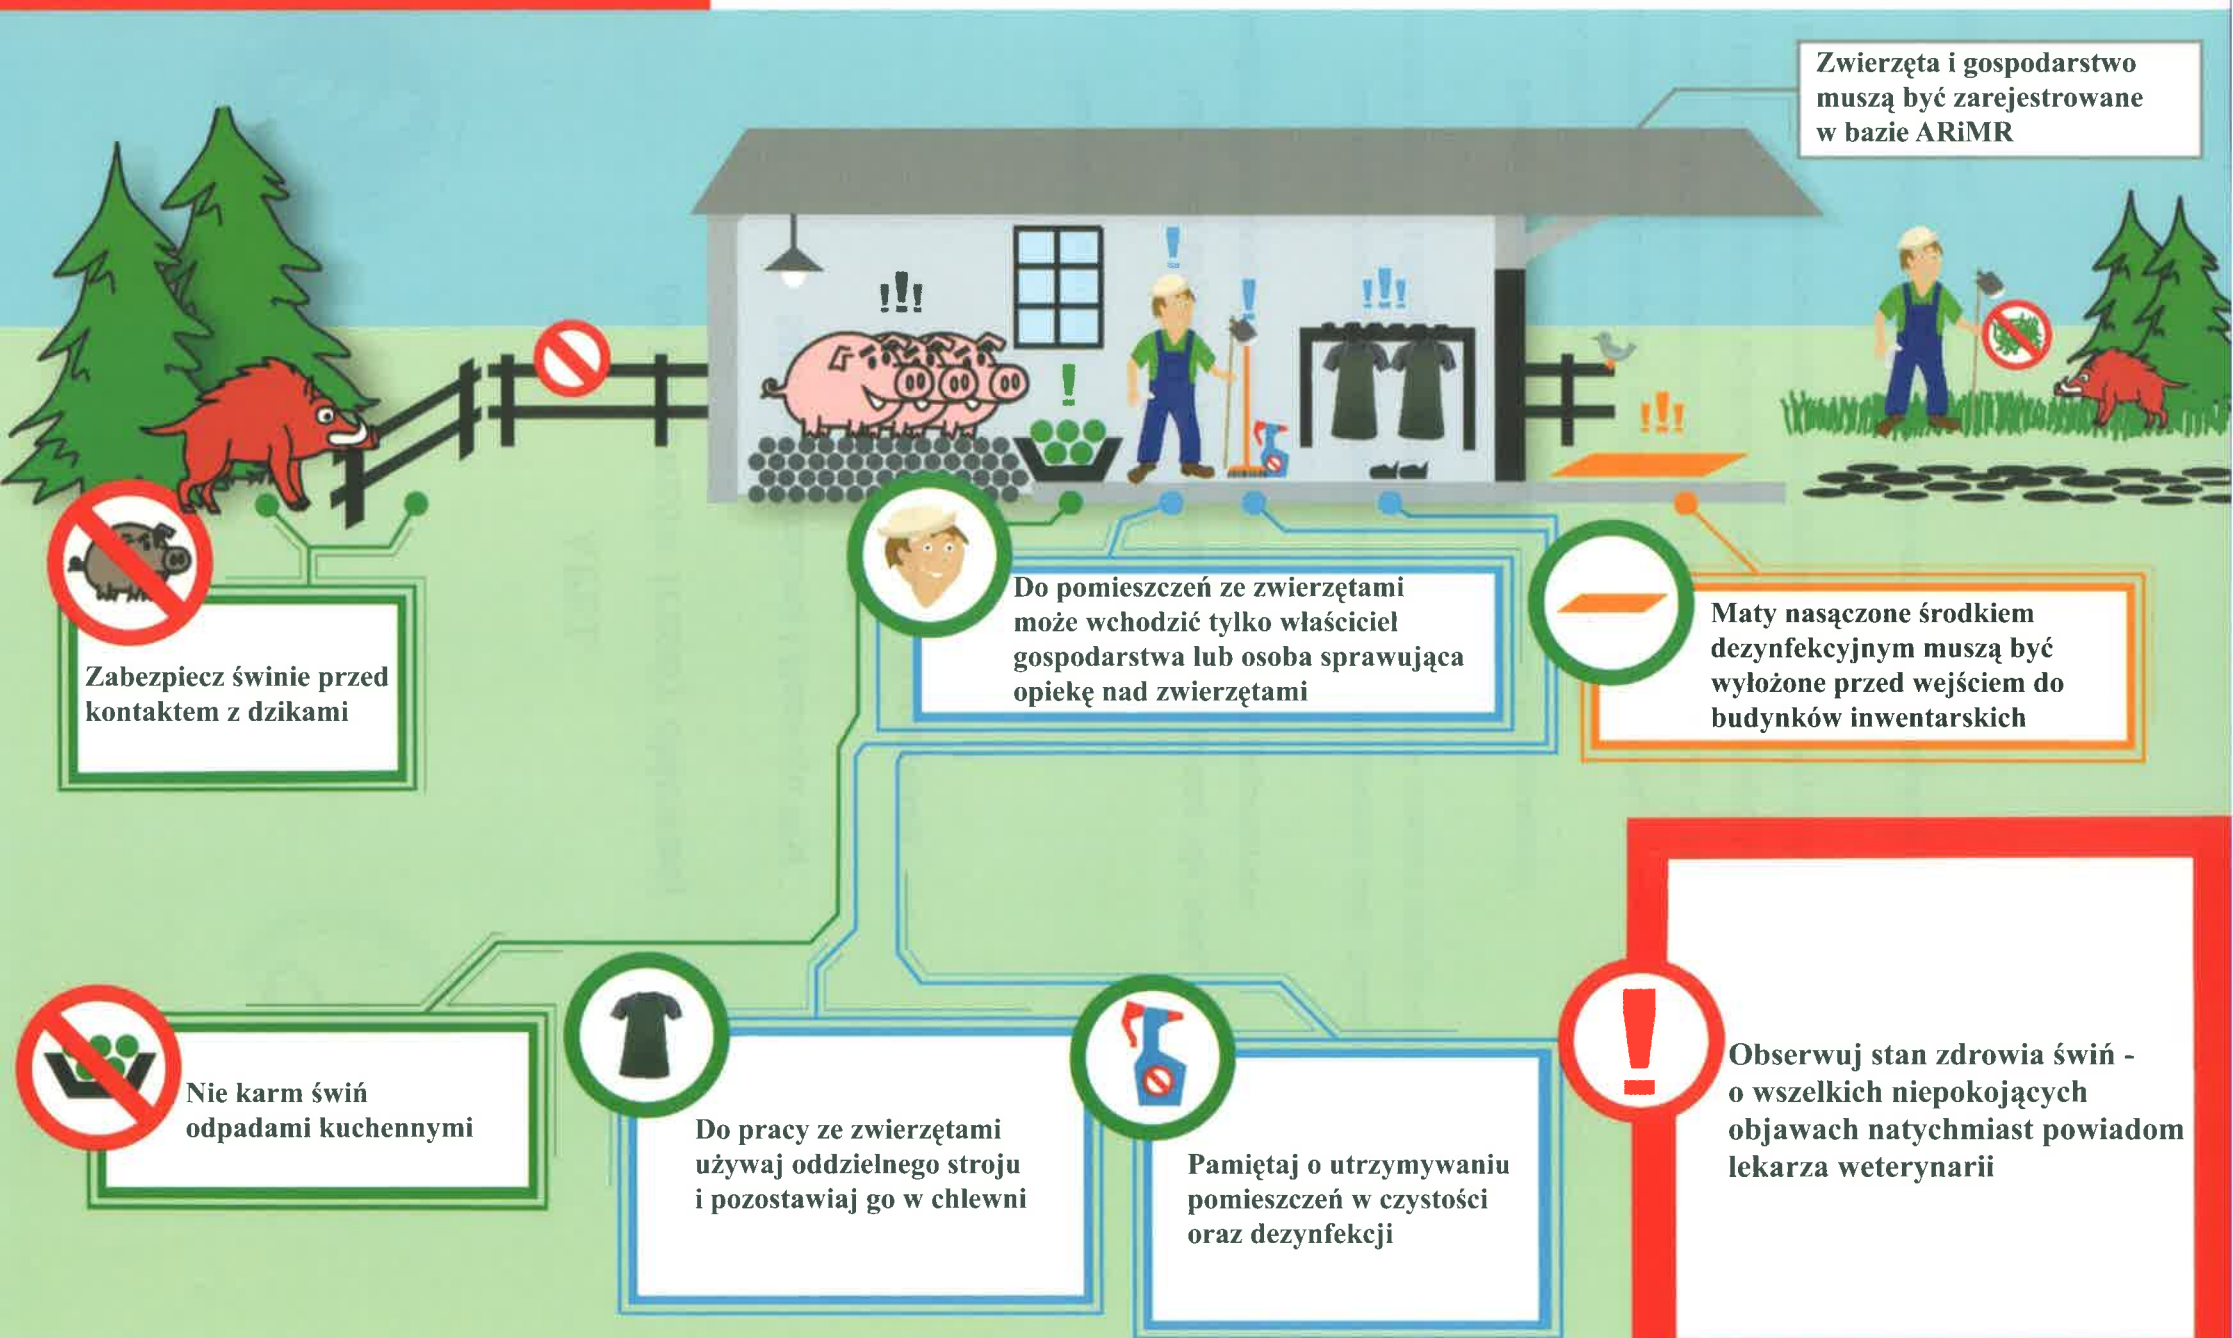 Zwierzęta i gospodarstwo
muszą być zarejestrowane
w bazie ARiMR
Zabezpiecz świnie przed
kontaktem z dzikami
Do pomieszczeń ze zwierzętami
może wchodzić tylko właściciel
gospodarstwa lub osoba sprawująca
opiekę nad zwierzętami
Maty nasączone środkiem
dezynfekcyjnym muszą być
wyłożone przed wejściem do
budynków inwentarskich
Nie karm świń
odpadami kuchennymi
Do pracy ze zwierzętami
używaj oddzielnego stroju
i pozostawiaj go w chlewni
Pamiętaj o utrzymywaniu
pomieszczeń w czystości
oraz dezynfekcji
Obserwuj stan zdrowia świń -
o wszelkich niepokojących
objawach natychmiast powiadom
lekarza weterynarii